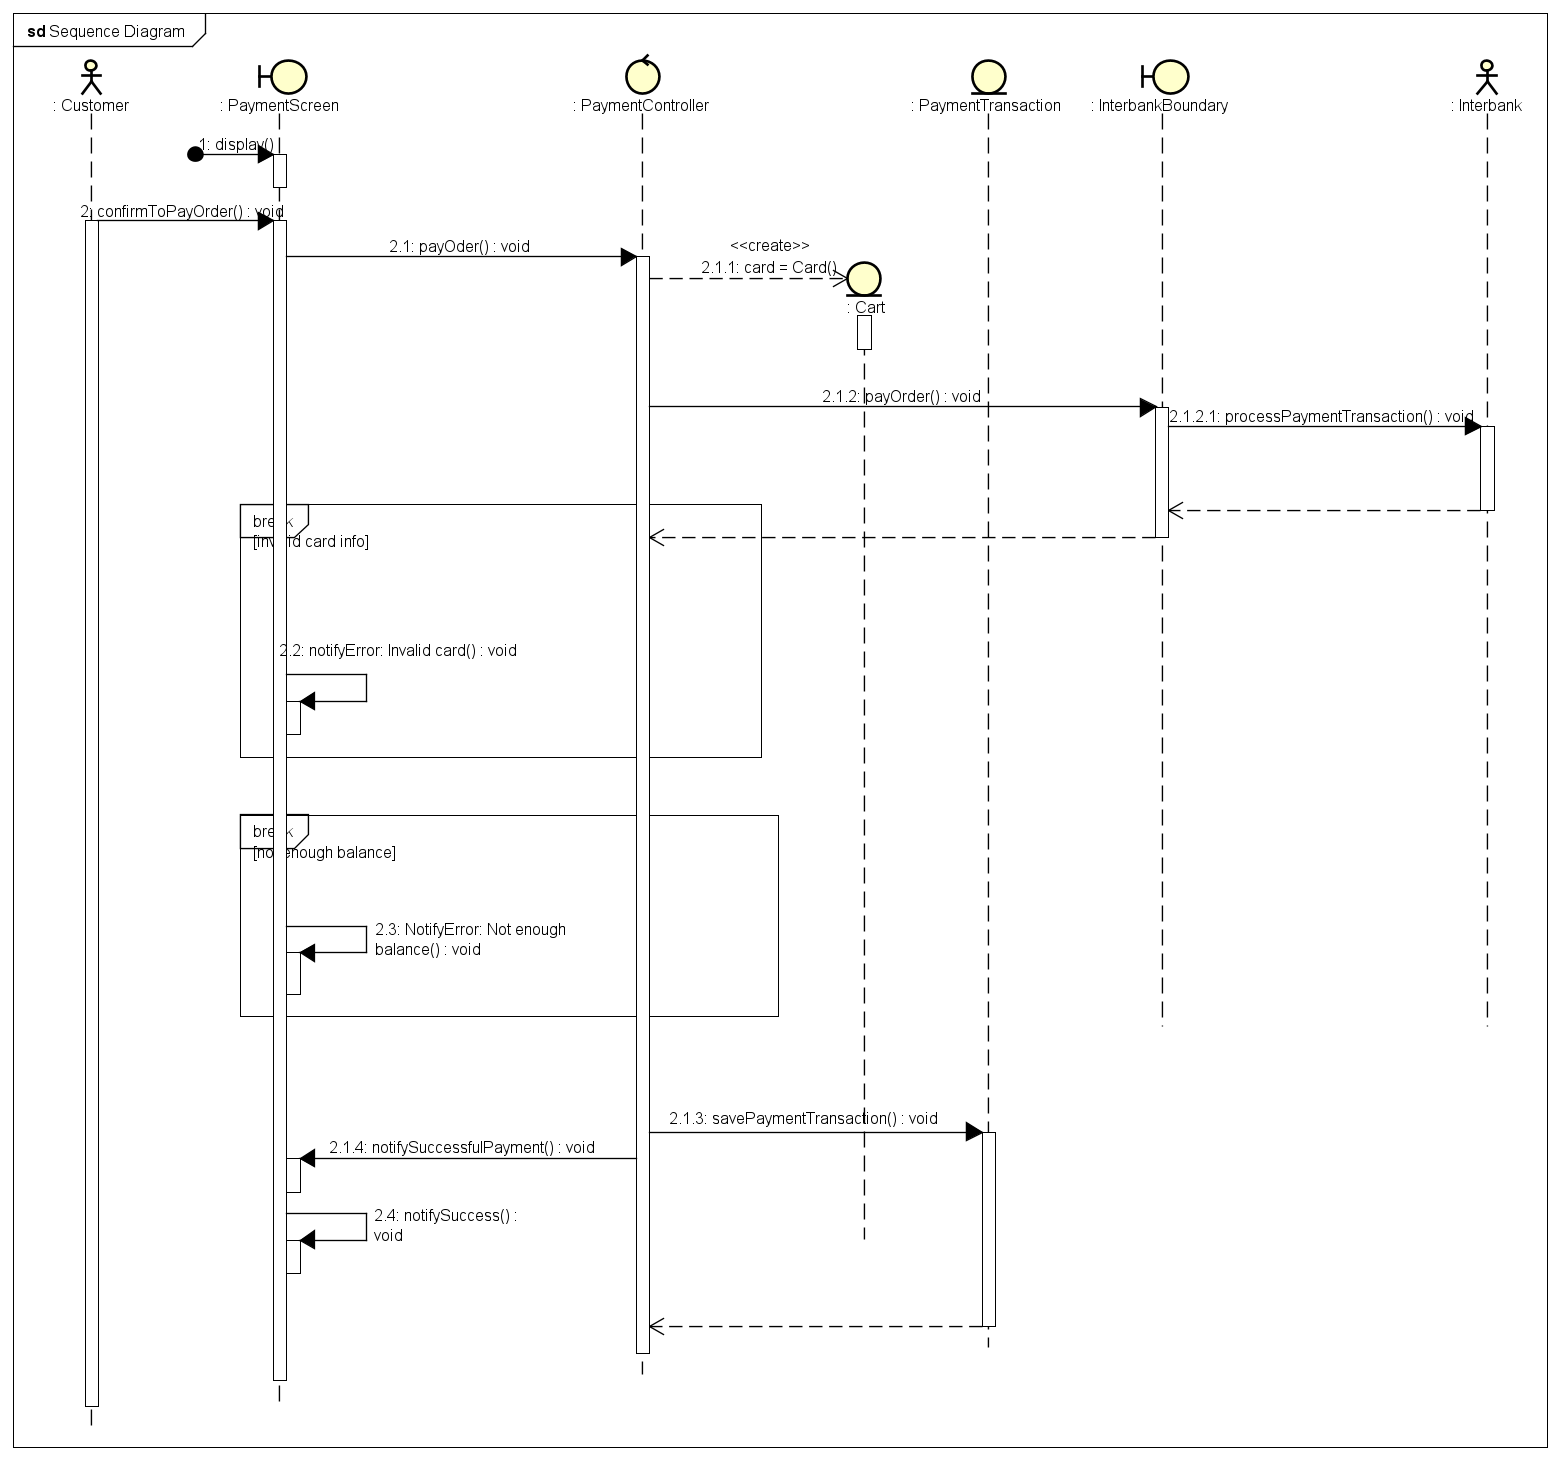 sd Sequence Diagram
: Customer
: PaymentScreen
: PaymentController
: PaymentTransaction
: InterbankBoundary
: Interbank
1: display()
2: confirmToPayOrder() : void
2.1: payOder() : void
<<create>>
2.1.1: card = Card()
: Cart
2.1.2: payOrder() : void
2.1.2.1: processPaymentTransaction() : void
break
[invalid card info]
2.2: notifyError: Invalid card() : void
break
[not enough balance]
2.3: NotifyError: Not enough
balance() : void
2.1.3: savePaymentTransaction() : void
2.1.4: notifySuccessfulPayment() : void
2.4: notifySuccess() :
void